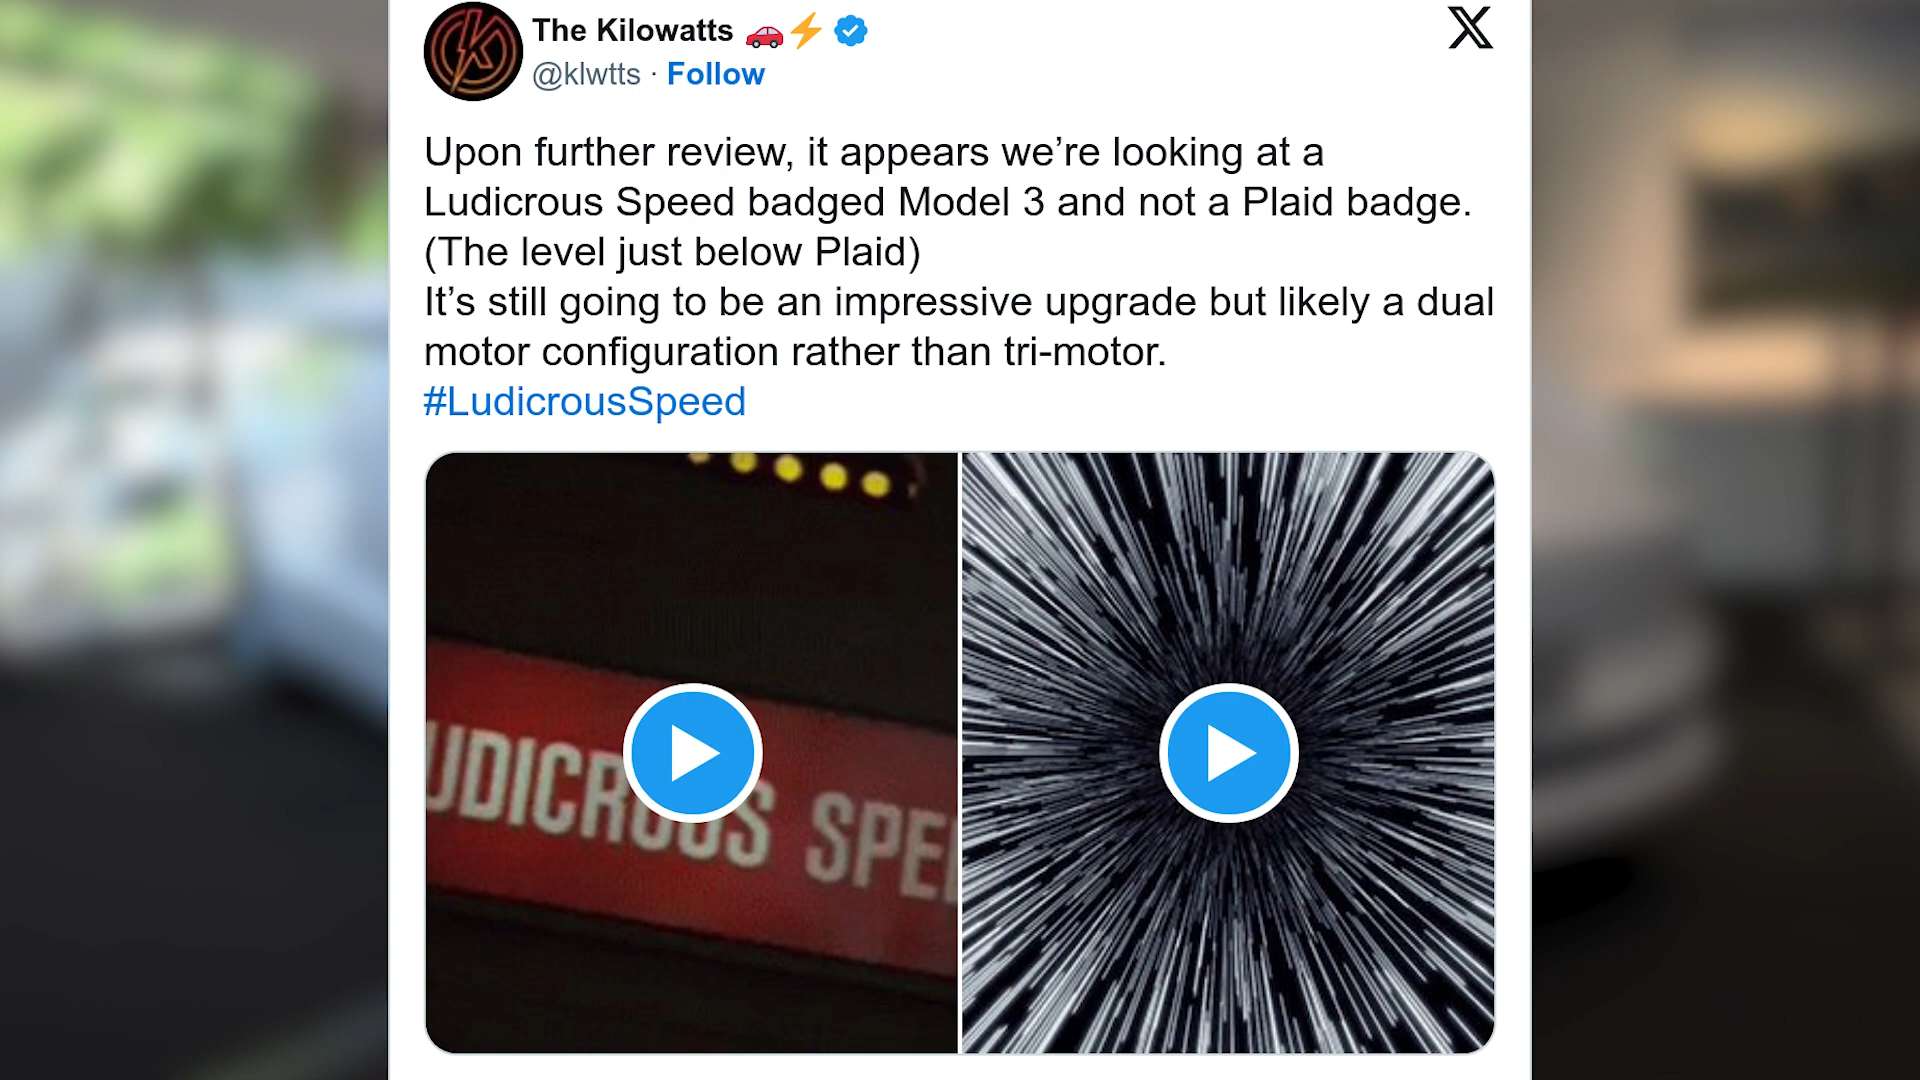 The Kilowatts 🚗⚡
@klwtts · Follow
Upon further review, it appears we’re looking at a
Ludicrous Speed badged Model 3 and not a Plaid badge.
(The level just below Plaid)
It’s still going to be an impressive upgrade but likely a dual
motor configuration rather than tri-motor.
#LudicrousSpeed
UDICROUS SPE